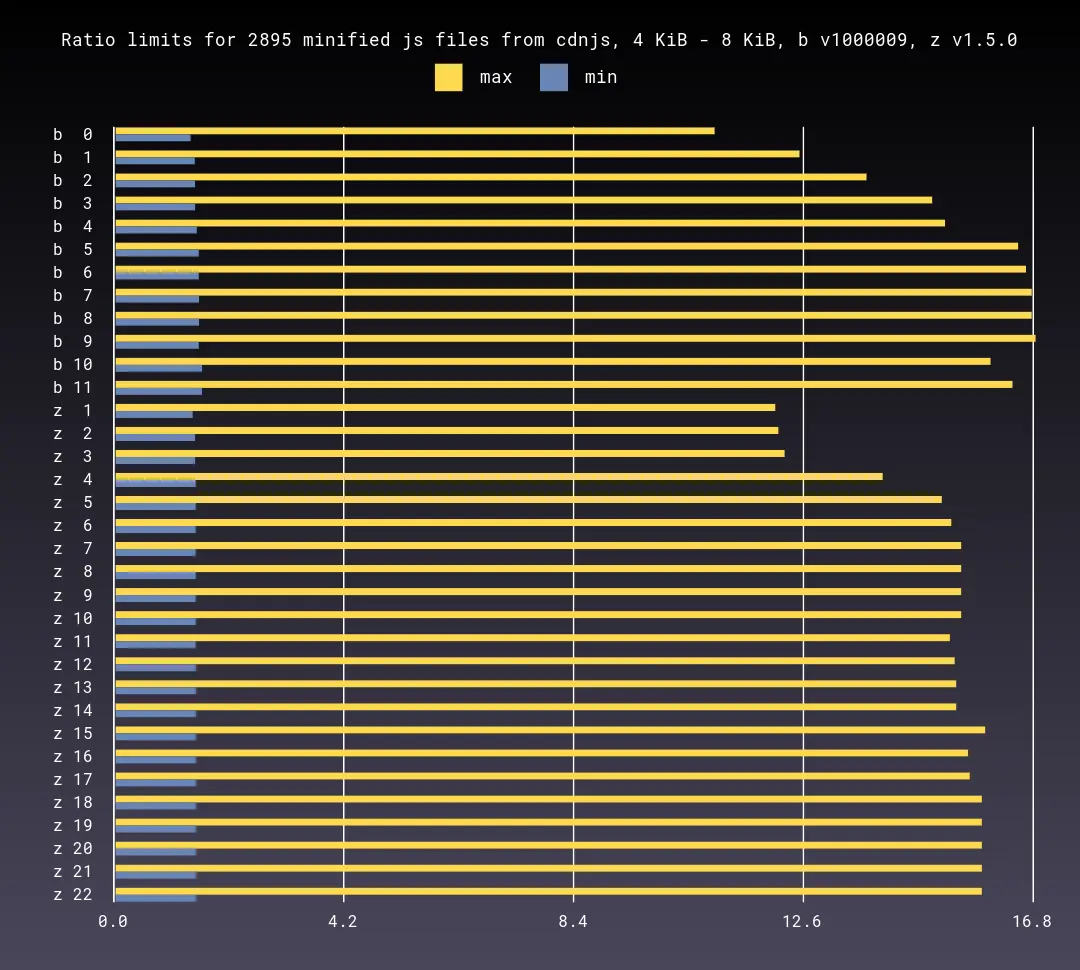 Ratio limits for 2895 minified js files from cdnjs, 4 KiB - 8 KiB, b v1000009, z v1.5.0
max min
b 0
b 1
b 2
b 3
b 4
b 5
b 6
b 7
b 8
b 9
b 10
b 11
z 1
z 2
z 3
z 4
z 5
z 6
z 7
z 8
z 9
z 10
z 11
z 12
z 13
z 14
z 15
z 16
z 17
z 18
z 19
z 20
z 21
z 22
0.0 4.2 8.4 12.6 16.8